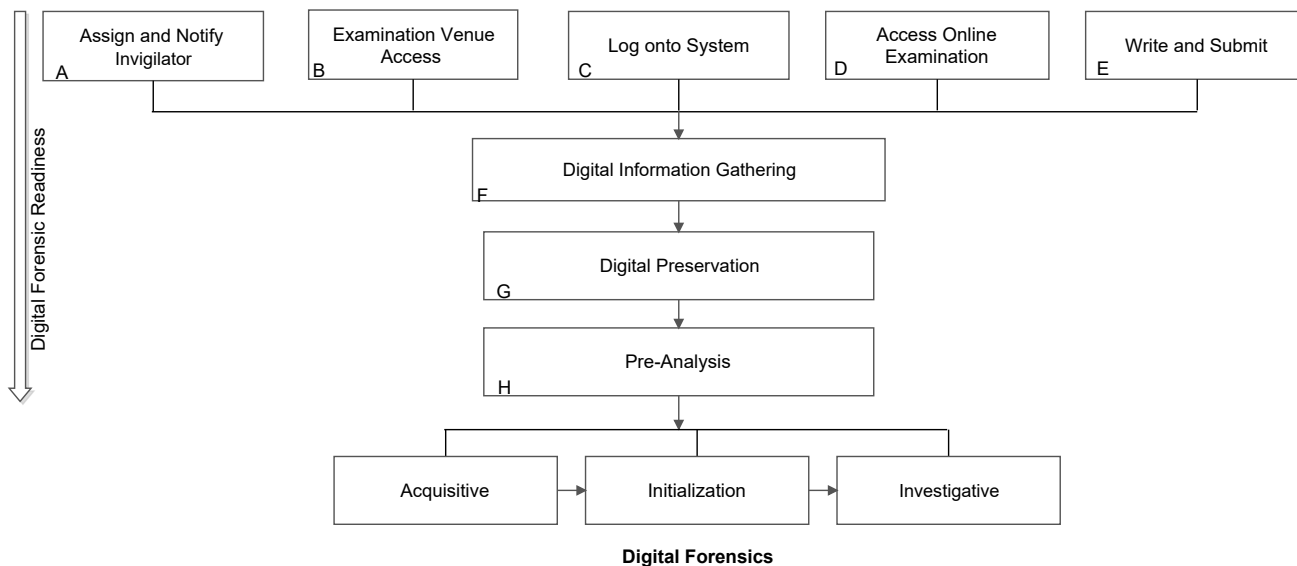 Assign and Notify
Invigilator
A
Examination Venue
Access
B
Log onto System
C
Access Online
Examination
D
Write and Submit
E
Digital Forensic Readiness
Digital Information Gathering
F
Digital Preservation
G
Pre-Analysis
H
Acquisitive
Initialization
Investigative
Digital Forensics